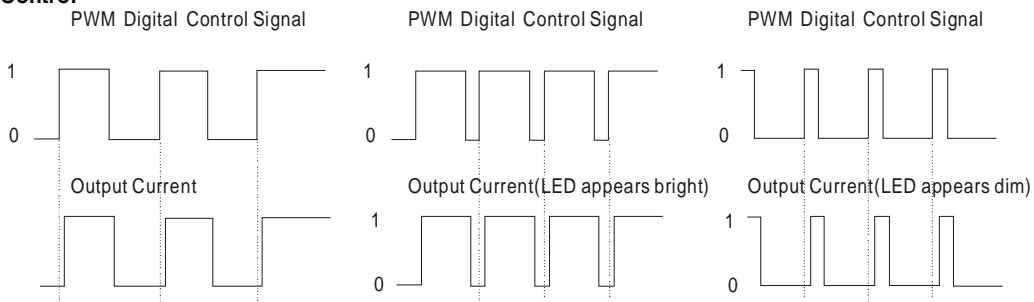 PWM Digital Control Signal PWM Digital Control Signal PWM Digital Control Signal
1 1 1
0 0 0
Output Current Output Current(LED appears bright) Output Current(LED appears dim)
1 1
0 0